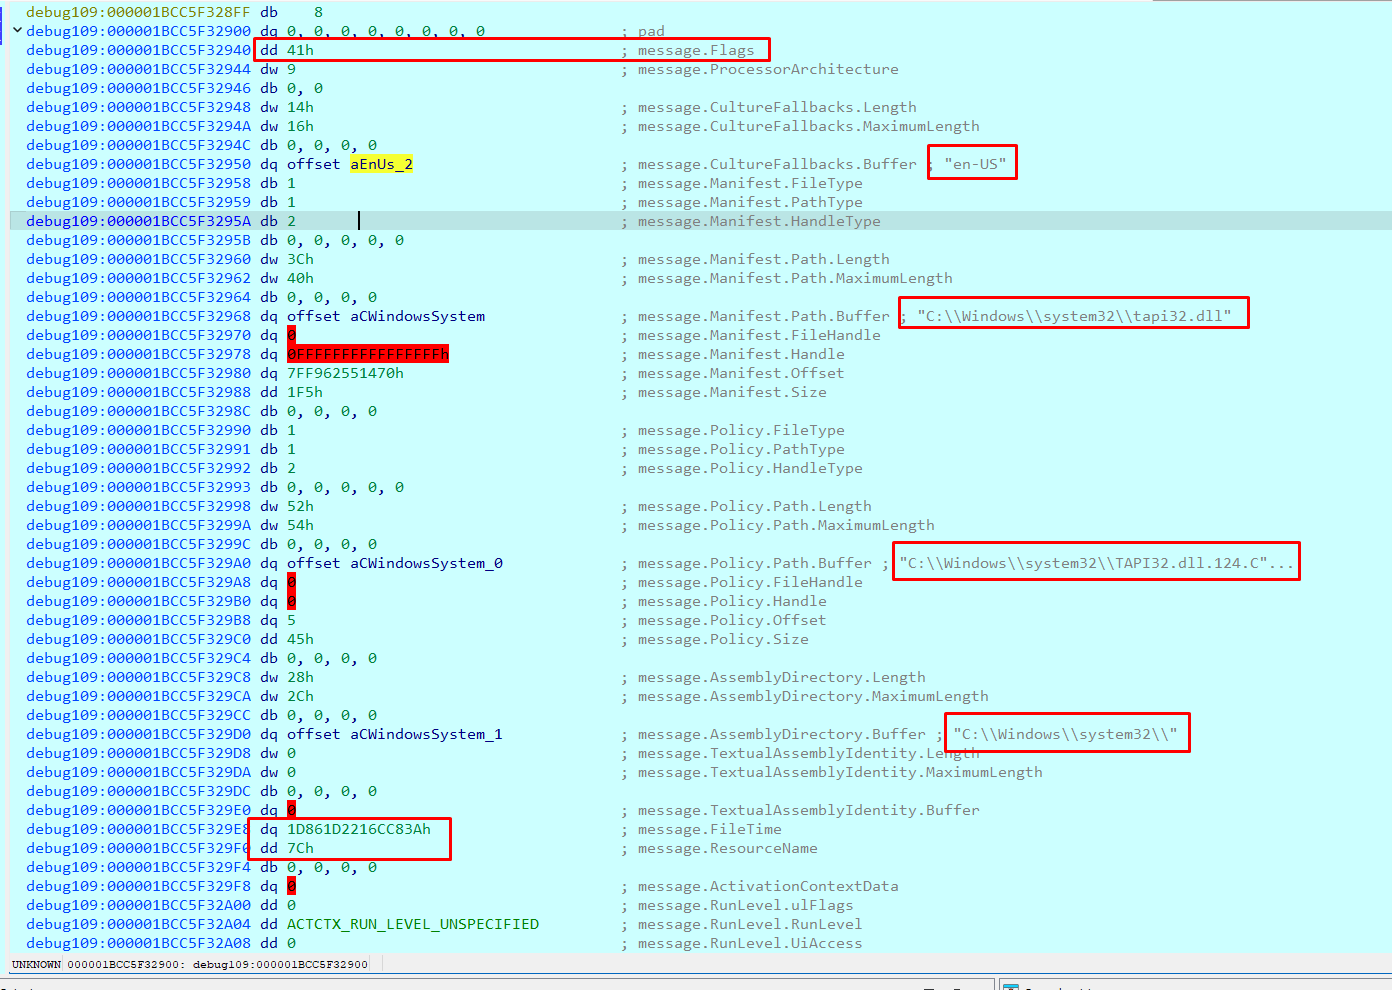 debug109:000001BCC5F328FF db 8
debug109:000001BCC5F32900 dq 0, 0, 0, 0, 0, 0, 0, 0 ; pad
debug109:000001BCC5F32940 dd 41h ; message.Flags
debug109:000001BCC5F32944 dw 9 ; message.ProcessorArchitecture
debug109:000001BCC5F32946 db 0, 0
debug109:000001BCC5F32948 dw 14h ; message.CultureFallbacks.Length
debug109:000001BCC5F3294A dw 16h ; message.CultureFallbacks.MaximumLength
debug109:000001BCC5F3294C db 0, 0, 0, 0
debug109:000001BCC5F32950 dq offset aEnUs_2 ; message.CultureFallbacks.Buffer ; "en-US"
debug109:000001BCC5F32958 db 1 ; message.Manifest.FileType
debug109:000001BCC5F32959 db 1 ; message.Manifest.PathType
debug109:000001BCC5F3295A db 2 ; message.Manifest.HandleType
debug109:000001BCC5F3295B db 0, 0, 0, 0, 0
debug109:000001BCC5F32960 dw 3Ch ; message.Manifest.Path.Length
debug109:000001BCC5F32962 dw 40h ; message.Manifest.Path.MaximumLength
debug109:000001BCC5F32964 db 0, 0, 0, 0
debug109:000001BCC5F32968 dq offset aCWindowsSystem ; message.Manifest.Path.Buffer ; "C:\\Windows\\system32\\tapi32.dll"
debug109:000001BCC5F32970 dq 0 ; message.Manifest.FileHandle
debug109:000001BCC5F32978 dq 0FFFFFFFFFFFFFFFFh ; message.Manifest.Handle
debug109:000001BCC5F32980 dq 7FF962551470h ; message.Manifest.Offset
debug109:000001BCC5F32988 dd 1F5h ; message.Manifest.Size
debug109:000001BCC5F3298C db 0, 0, 0, 0
debug109:000001BCC5F32990 db 1 ; message.Policy.FileType
debug109:000001BCC5F32991 db 1 ; message.Policy.PathType
debug109:000001BCC5F32992 db 2 ; message.Policy.HandleType
debug109:000001BCC5F32993 db 0, 0, 0, 0, 0
debug109:000001BCC5F32998 dw 52h ; message.Policy.Path.Length
debug109:000001BCC5F3299A dw 54h ; message.Policy.Path.MaximumLength
debug109:000001BCC5F3299C db 0, 0, 0, 0
debug109:000001BCC5F329A0 dq offset aCWindowsSystem_0 ; message.Policy.Path.Buffer ; "C:\\Windows\\system32\\TAPI32.dll.124.C"...
debug109:000001BCC5F329A8 dq 0 ; message.Policy.FileHandle
debug109:000001BCC5F329B0 dq 0 ; message.Policy.Handle
debug109:000001BCC5F329B8 dq 5 ; message.Policy.Offset
debug109:000001BCC5F329C0 dd 45h ; message.Policy.Size
debug109:000001BCC5F329C4 db 0, 0, 0, 0
debug109:000001BCC5F329C8 dw 28h ; message.AssemblyDirectory.Length
debug109:000001BCC5F329CA dw 2Ch ; message.AssemblyDirectory.MaximumLength
debug109:000001BCC5F329CC db 0, 0, 0, 0
debug109:000001BCC5F329D0 dq offset aCWindowsSystem_1 ; message.AssemblyDirectory.Buffer ; "C:\\Windows\\system32\\"
debug109:000001BCC5F329D8 dw 0 ; message.TextualAssemblyIdentity.Length
debug109:000001BCC5F329DA dw 0 ; message.TextualAssemblyIdentity.MaximumLength
debug109:000001BCC5F329DC db 0, 0, 0, 0
debug109:000001BCC5F329E0 dq 0 ; message.TextualAssemblyIdentity.Buffer
debug109:000001BCC5F329E8 dq 1D861D2216CC83Ah ; message.FileTime
debug109:000001BCC5F329F0 dd 7Ch ; message.ResourceName
debug109:000001BCC5F329F4 db 0, 0, 0, 0
debug109:000001BCC5F329F8 dq 0 ; message.ActivationContextData
debug109:000001BCC5F32A00 dd 0 ; message.RunLevel.ulFlags
debug109:000001BCC5F32A04 dd ACTCTX_RUN_LEVEL_UNSPECIFIED ; message.RunLevel.RunLevel
debug109:000001BCC5F32A08 dd 0 ; message.RunLevel.UiAccess
UNKNOWN 000001BCC5F32900: debug109:000001BCC5F32900